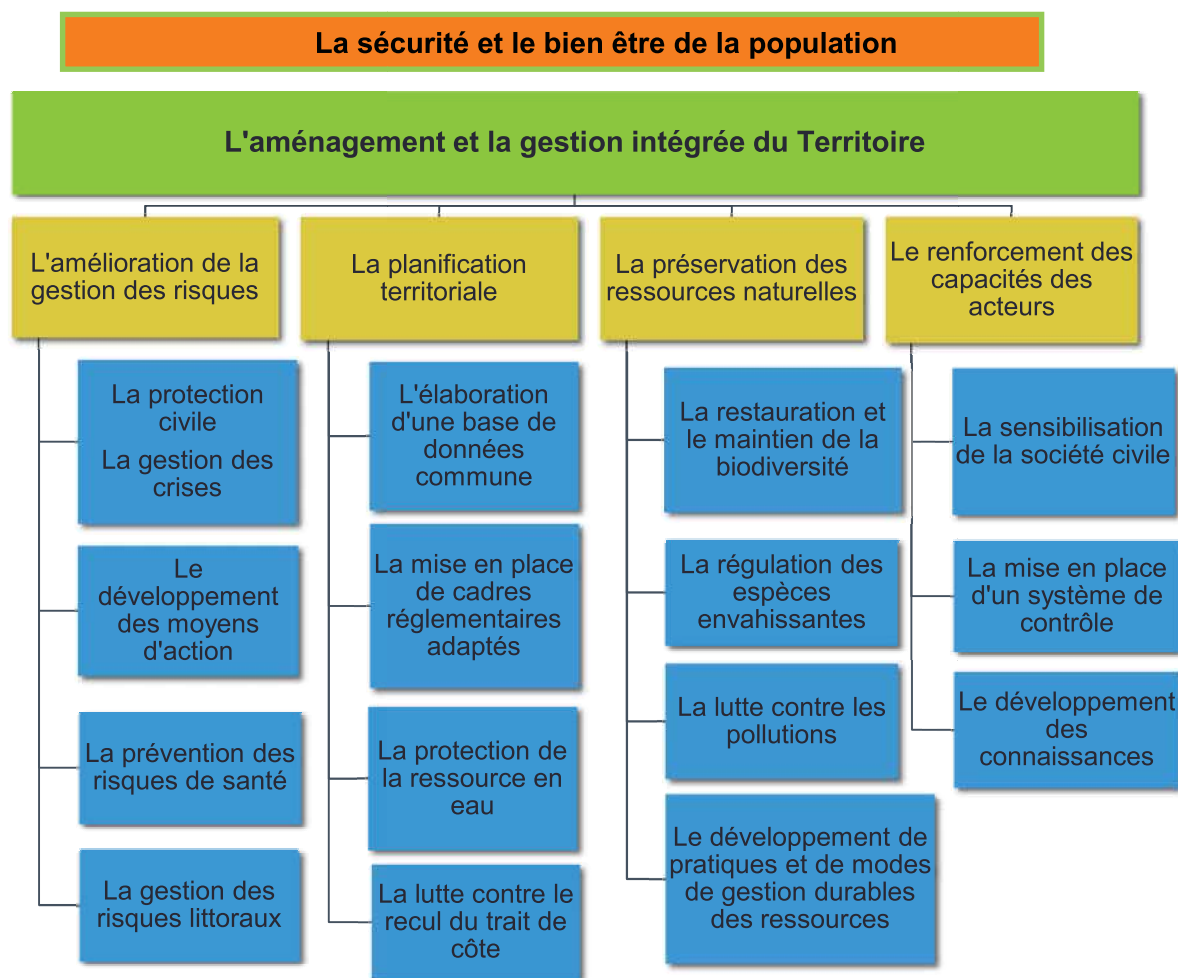 La sécurité et le bien être de la population
L'aménagement et la gestion intégrée du Territoire
L'amélioration de la
gestion des risques
La protection
civile
La gestion des
crises
Le
développement
des moyens
d'action
La prévention des
risques de santé
La gestion des
risques littoraux
La planification
territoriale
L'élaboration
d'une base de
données
commune
La mise en place
de cadres
réglementaires
adaptés
La protection de
la ressource en
eau
La lutte contre le
recul du trait de
côte
La préservation des
ressources naturelles
La restauration et
le maintien de la
biodiversité
La régulation des
espèces
envahissantes
La lutte contre les
pollutions
Le développement de
pratiques et de modes
de gestion durables
des ressources
Le renforcement des
capacités des
acteurs
La sensibilisation
de la société civile
La mise en place
d'un système de
contrôle
Le développement
des
connaissances